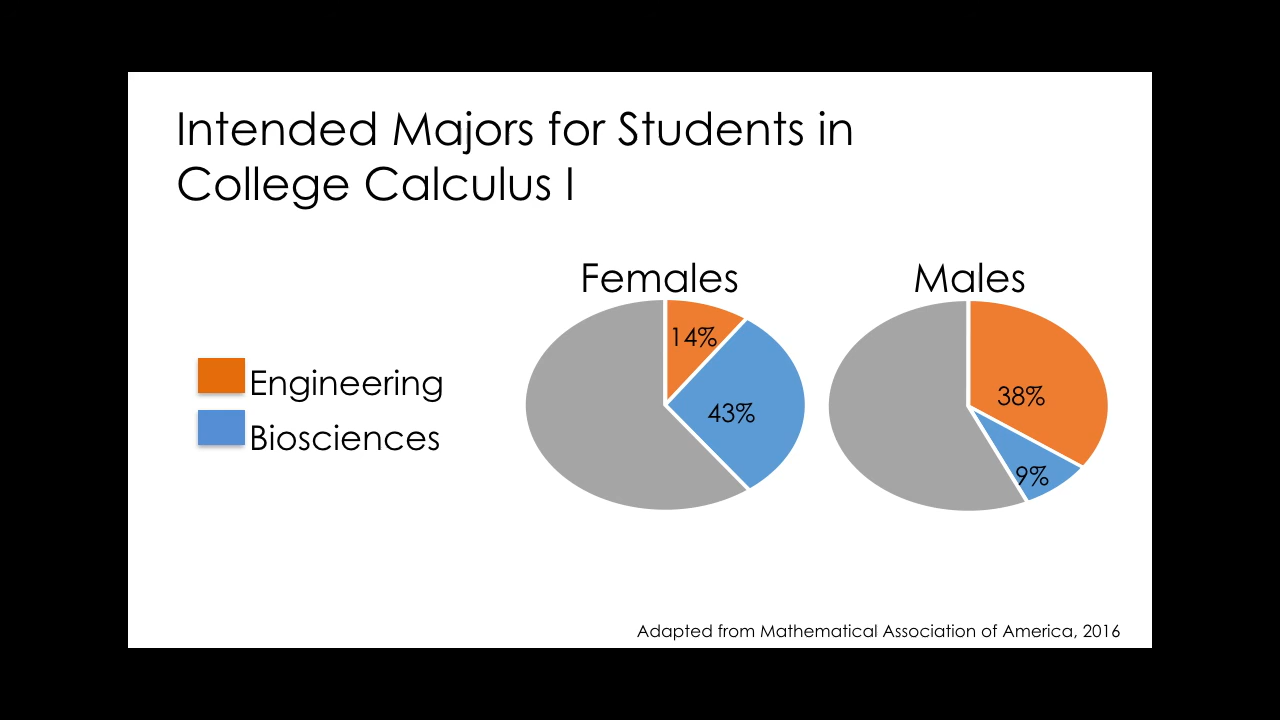 Intended Majors for Students in
College Calculus I
Females
Males
14%
43%
38%
9%
Engineering
Biosciences
Adapted from Mathematical Association of America, 2016